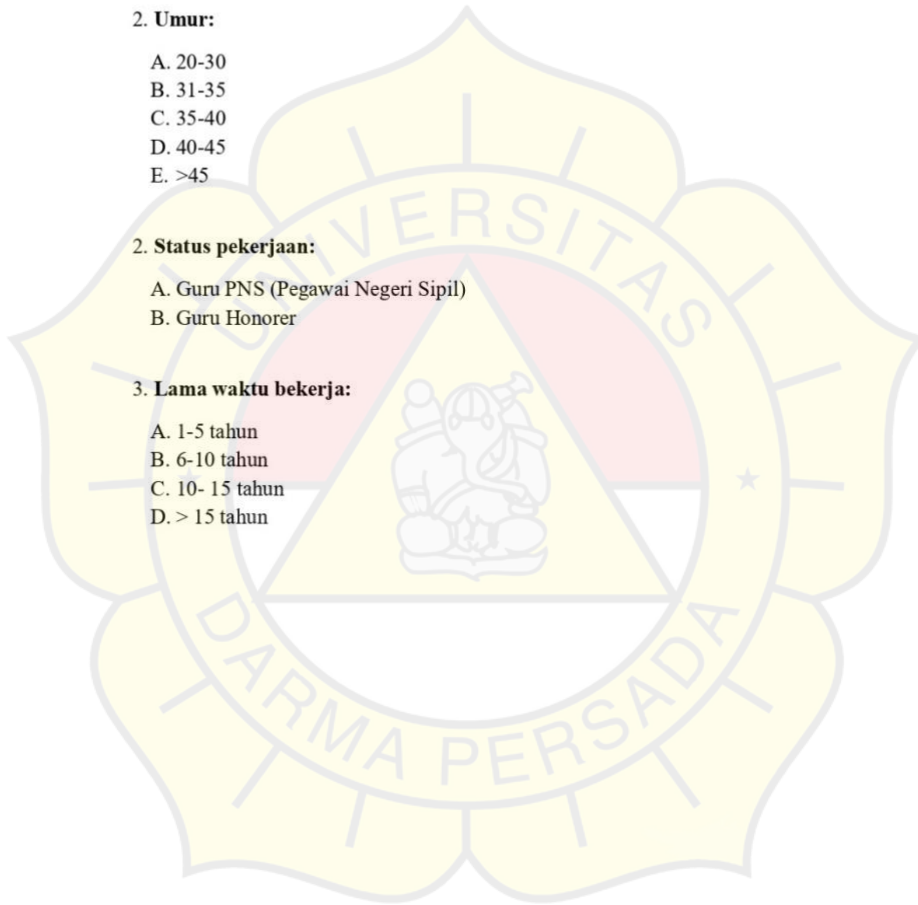 2. Umur:
A. 20-30
B. 31-35
C. 35-40
D. 40-45
E. >45
2. Status pekerjaan:
A. Guru PNS (Pegawai Negeri Sipil)
B. Guru Honorer
3. Lama waktu bekerja:
A. 1-5 tahun
B. 6-10 tahun
C. 10- 15 tahun
D. > 15 tahun
UNIVERSITAS
DARMA PERSADA